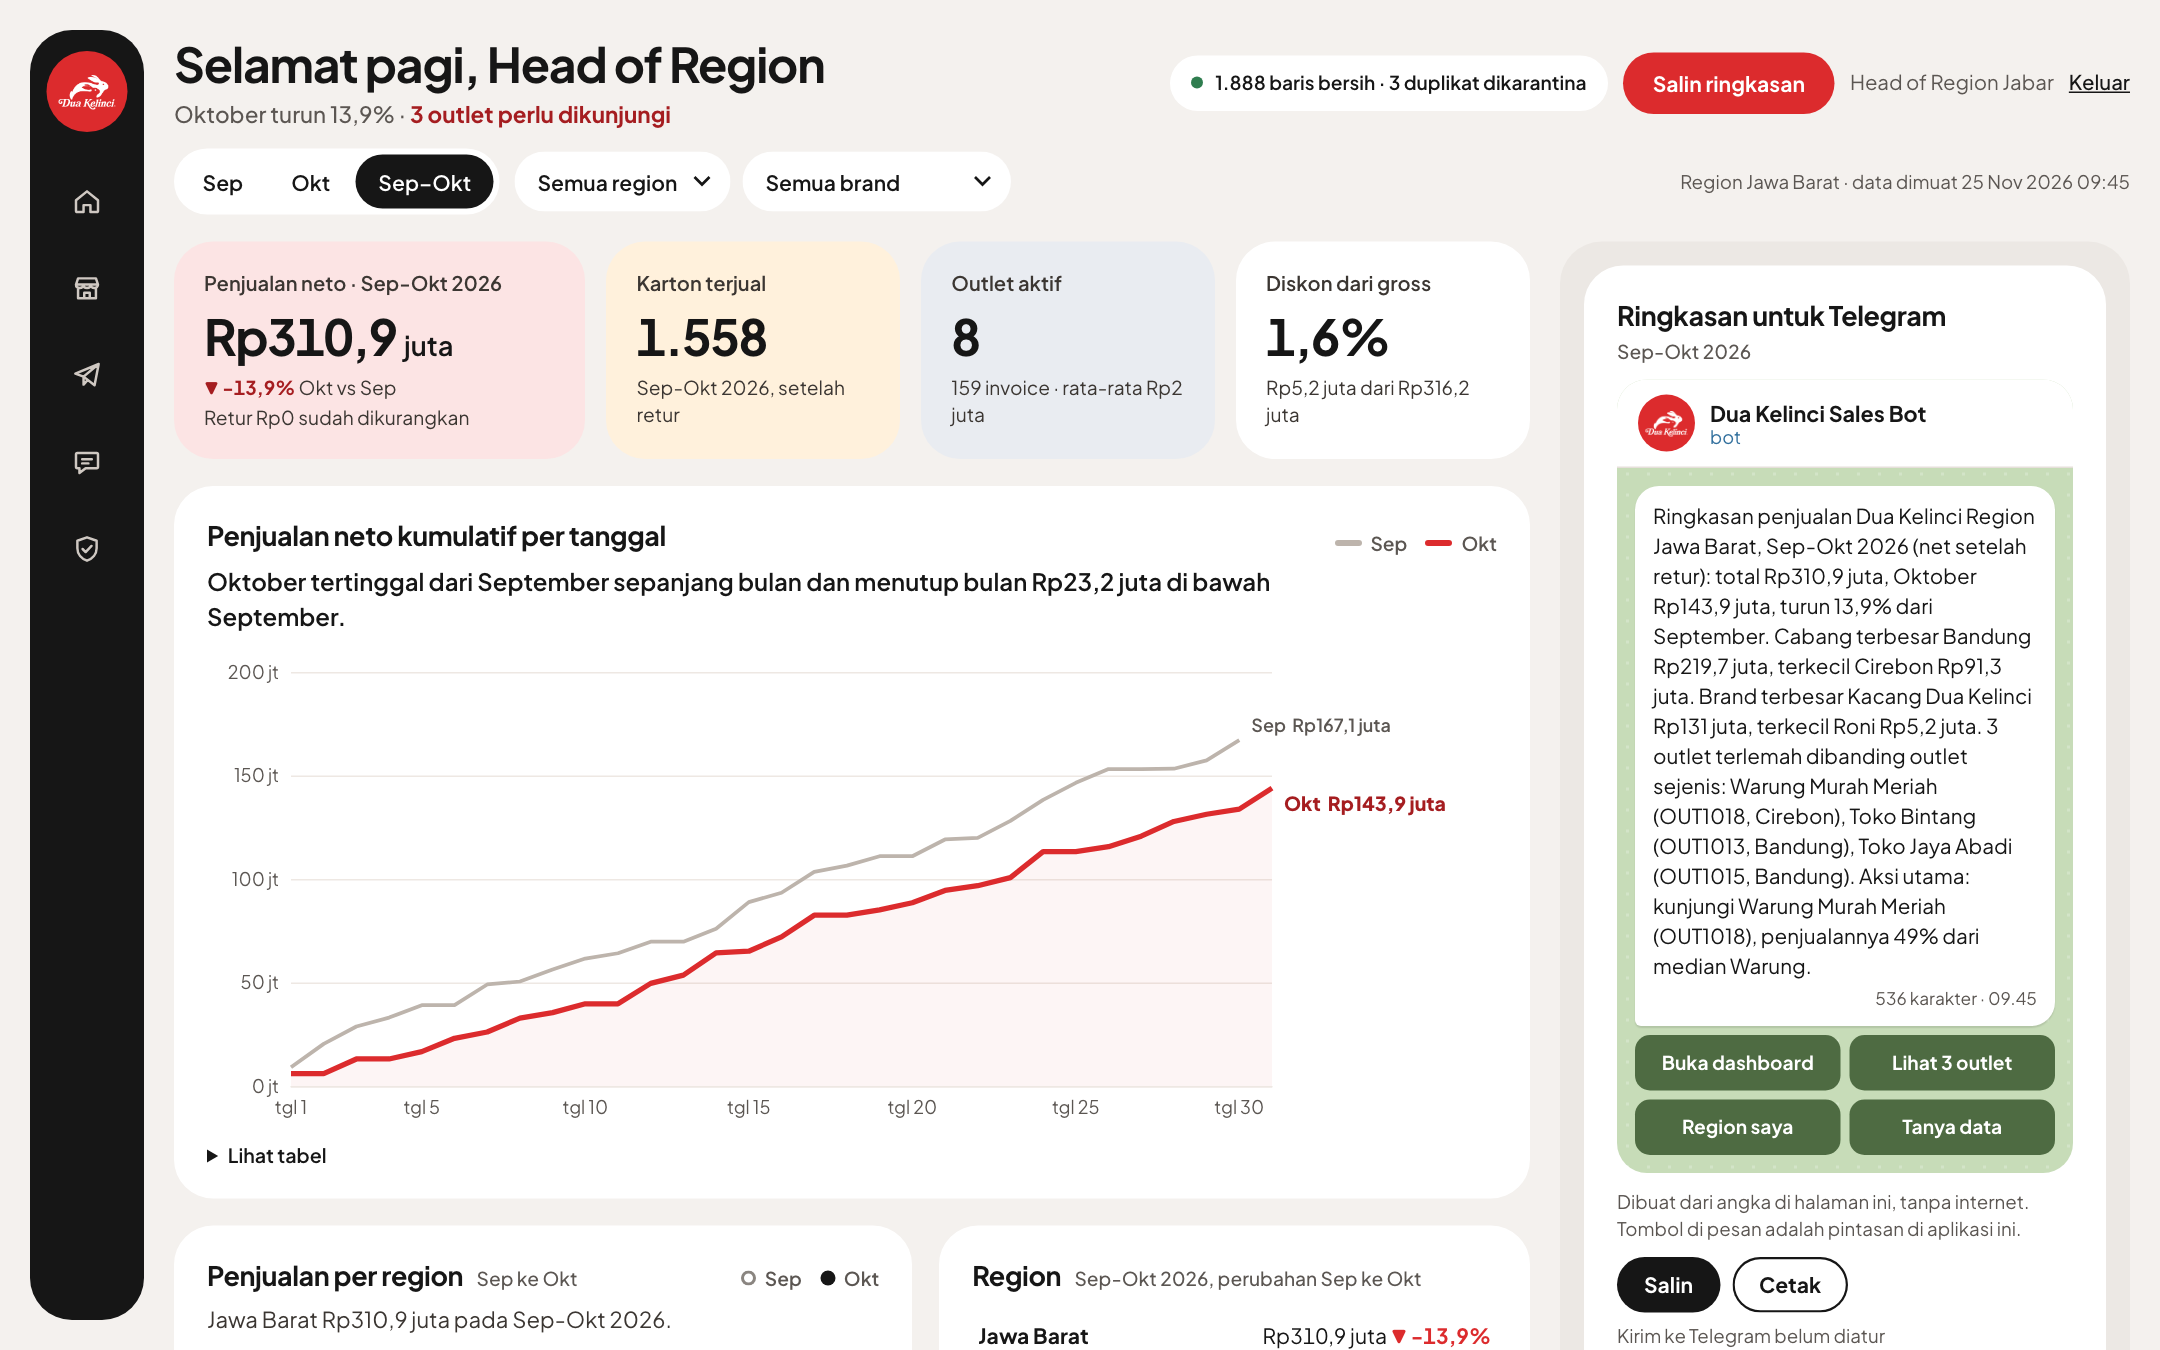 Dua Kelinci
Selamat pagi, Head of Region
Oktober turun 13,9% · 3 outlet perlu dikunjungi
1.888 baris bersih · 3 duplikat dikarantina
Salin ringkasan
Head of Region Jabar
Keluar
Sep
Okt
Sep–Okt
Semua region
Semua brand
Region Jawa Barat · data dimuat 25 Nov 2026 09:45
Penjualan neto · Sep–Okt 2026
Rp310,9 juta
▼ -13,9% Okt vs Sep
Retur Rp0 sudah dikurangkan
Karton terjual
1.558
Sep–Okt 2026, setelah
retur
Outlet aktif
8
159 invoice · rata-rata Rp2
juta
Diskon dari gross
1,6%
Rp5,2 juta dari Rp316,2
juta
Penjualan neto kumulatif per tanggal
Sep
Okt
Oktober tertinggal dari September sepanjang bulan dan menutup bulan Rp23,2 juta di bawah
September.
200 jt
150 jt
100 jt
50 jt
0 jt
Sep Rp167,1 juta
Okt Rp143,9 juta
tgl 1
tgl 5
tgl 10
tgl 15
tgl 20
tgl 25
tgl 30
Lihat tabel
Penjualan per region Sep ke Okt
Sep
Okt
Jawa Barat Rp310,9 juta pada Sep–Okt 2026.
Region Sep–Okt 2026, perubahan Sep ke Okt
Jawa Barat Rp310,9 juta ▼ -13,9%
Ringkasan untuk Telegram
Sep–Okt 2026
Dua Kelinci
Dua Kelinci Sales Bot
bot
Ringkasan penjualan Dua Kelinci Region
Jawa Barat, Sep-Okt 2026 (net setelah
retur): total Rp310,9 juta, Oktober
Rp143,9 juta, turun 13,9% dari
September. Cabang terbesar Bandung
Rp219,7 juta, terkecil Cirebon Rp91,3
juta. Brand terbesar Kacang Dua Kelinci
Rp131 juta, terkecil Roni Rp5,2 juta. 3
outlet terlemah dibanding outlet
sejenis: Warung Murah Meriah
(OUT1018, Cirebon), Toko Bintang
(OUT1013, Bandung), Toko Jaya Abadi
(OUT1015, Bandung). Aksi utama:
kunjungi Warung Murah Meriah
(OUT1018), penjualannya 49% dari
median Warung.
536 karakter · 09.45
Buka dashboard
Lihat 3 outlet
Region saya
Tanya data
Dibuat dari angka di halaman ini, tanpa internet.
Tombol di pesan adalah pintasan di aplikasi ini.
Salin
Cetak
Kirim ke Telegram belum diatur